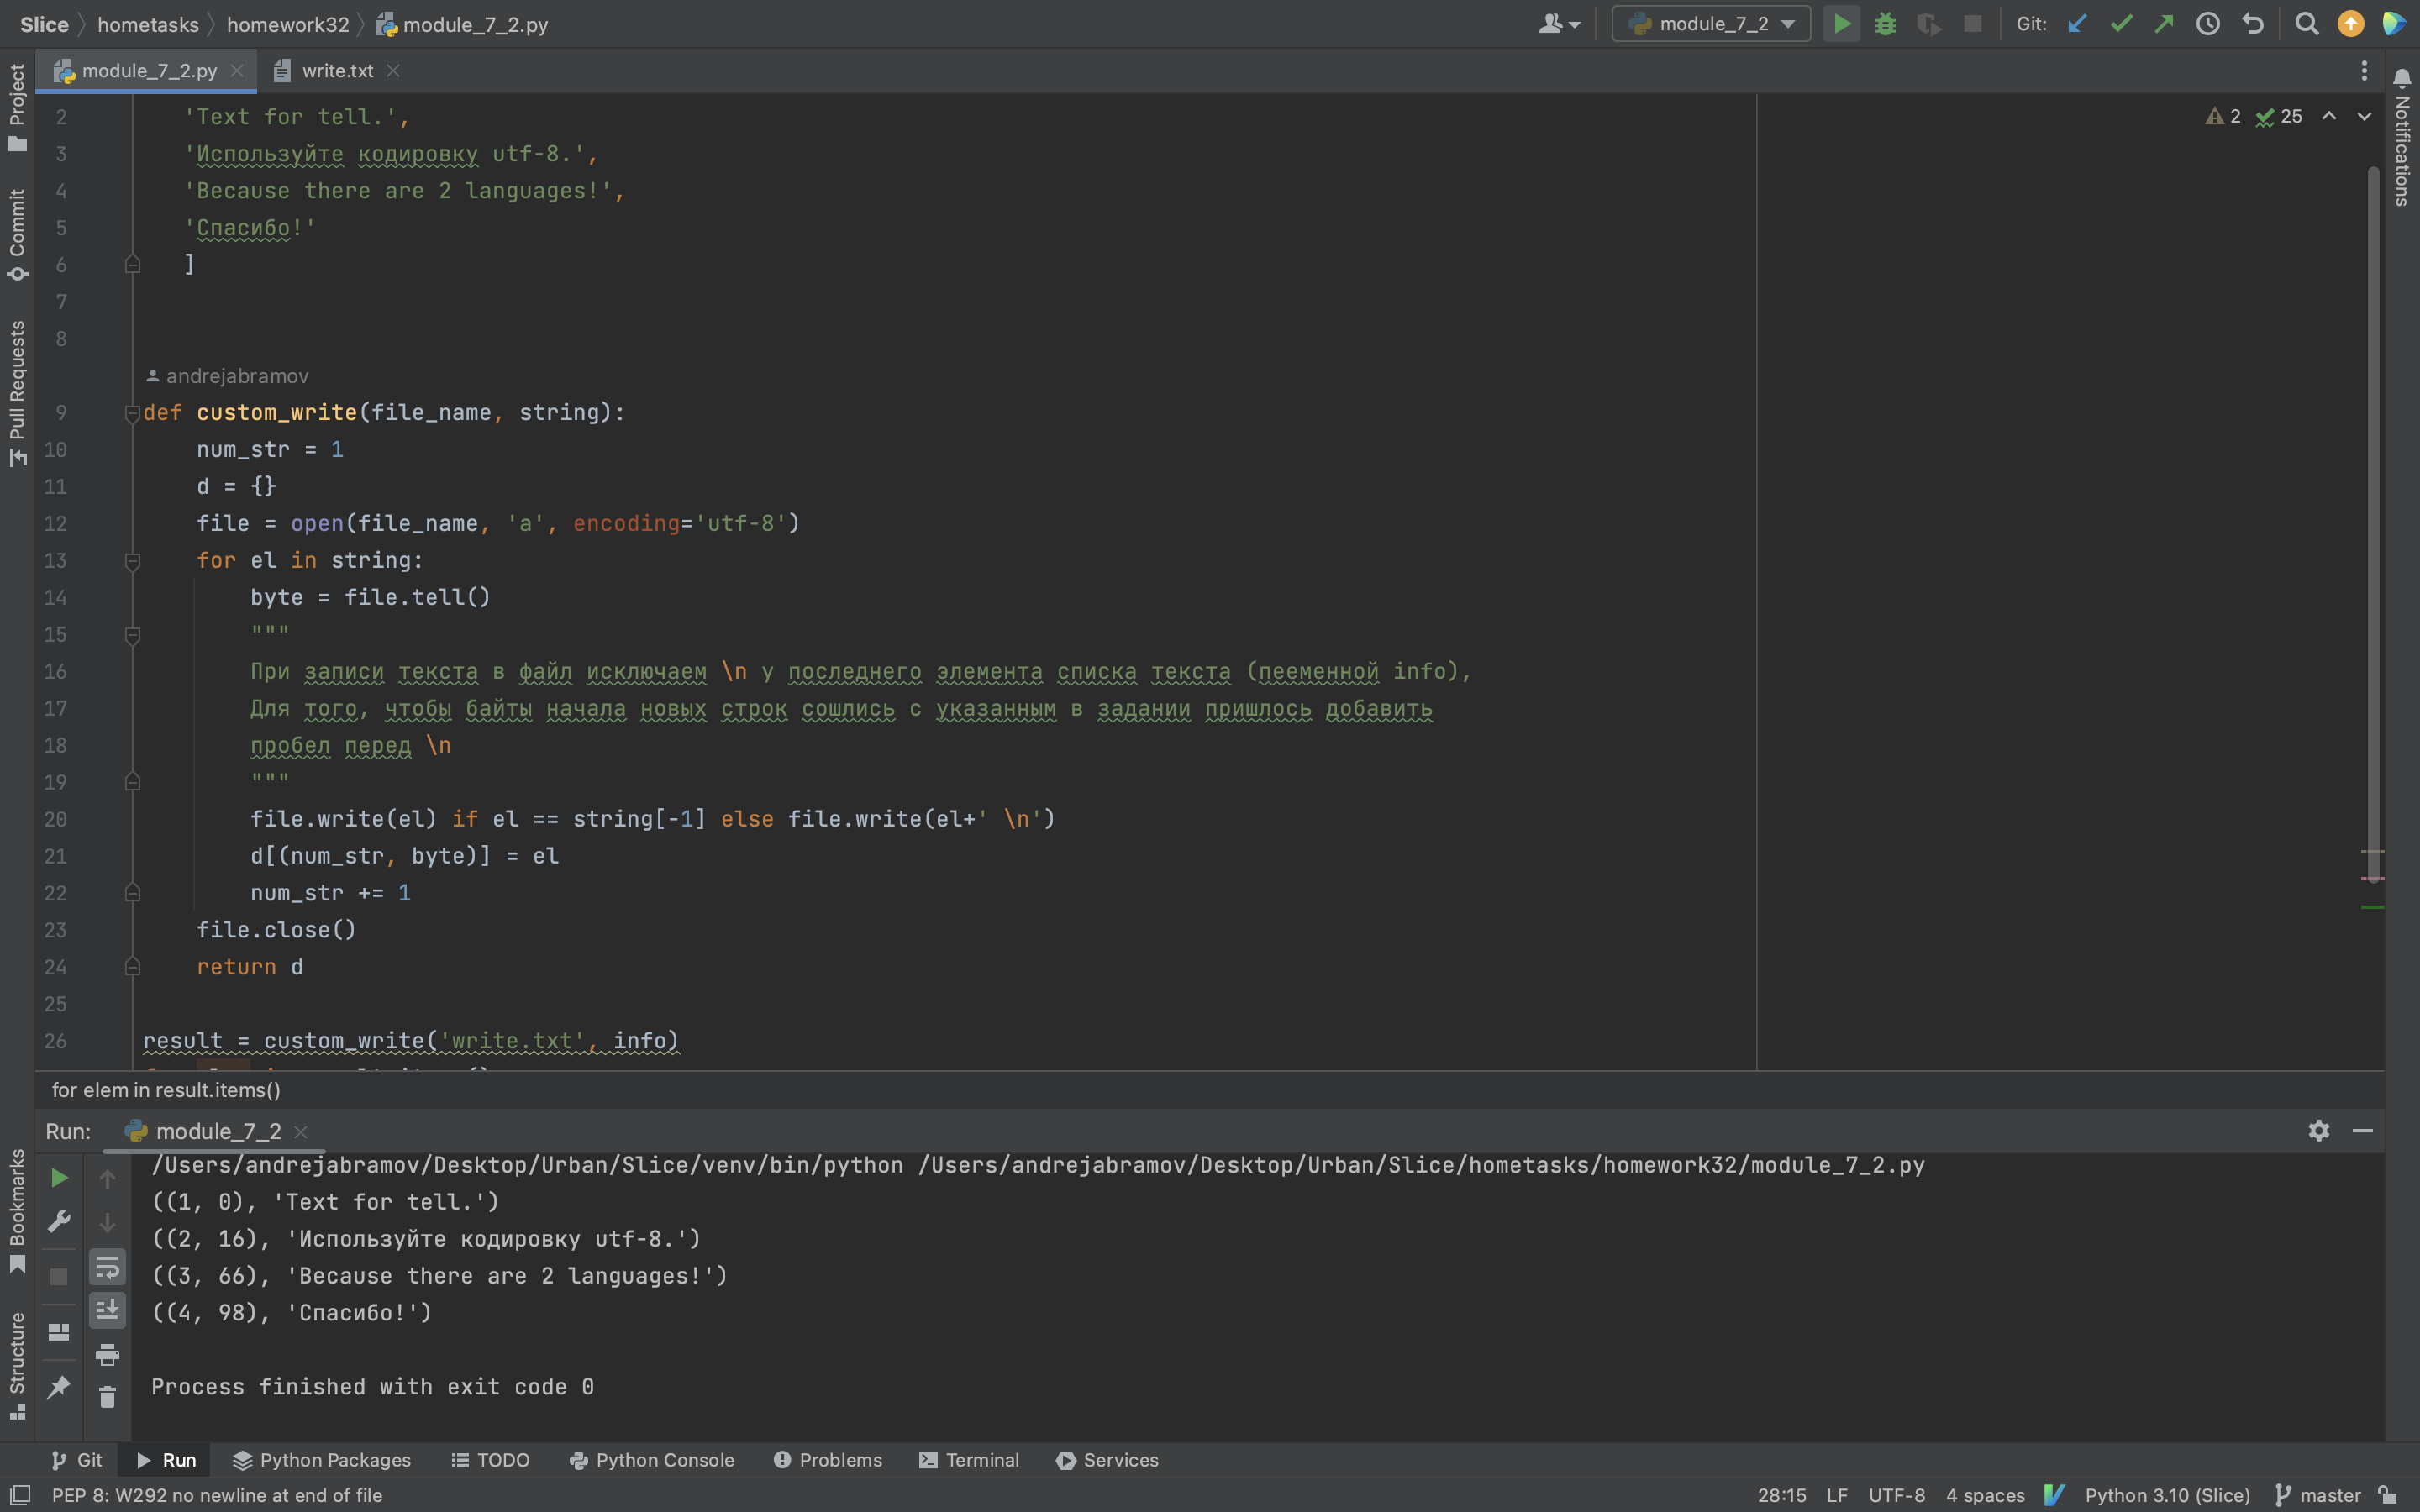 Slice hometasks homework32 module_7_2.py module_7_2 Git:
module_7_2.py write.txt
Project
Commit
Pull Requests
Bookmarks
Structure
Notifications
2 25
2 'Text for tell.',
3 'Используйте кодировку utf-8.',
4 'Because there are 2 languages!',
5 'Спасибо!'
6 ]
7
8
andrejabramov
9 def custom_write(file_name, string):
10 num_str = 1
11 d = {}
12 file = open(file_name, 'a', encoding='utf-8')
13 for el in string:
14 byte = file.tell()
15 """
16 При записи текста в файл исключаем \n у последнего элемента списка текста (пееменной info),
17 Для того, чтобы байты начала новых строк сошлись с указанным в задании пришлось добавить
18 пробел перед \n
19 """
20 file.write(el) if el == string[-1] else file.write(el+' \n')
21 d[(num_str, byte)] = el
22 num_str += 1
23 file.close()
24 return d
25
26 result = custom_write('write.txt', info)
for elem in result.items()
Run: module_7_2
/Users/andrejabramov/Desktop/Urban/Slice/venv/bin/python /Users/andrejabramov/Desktop/Urban/Slice/hometasks/homework32/module_7_2.py
((1, 0), 'Text for tell.')
((2, 16), 'Используйте кодировку utf-8.')
((3, 66), 'Because there are 2 languages!')
((4, 98), 'Спасибо!')
Process finished with exit code 0
Git Run Python Packages TODO Python Console Problems Terminal Services
PEP 8: W292 no newline at end of file 28:15 LF UTF-8 4 spaces Python 3.10 (Slice) master